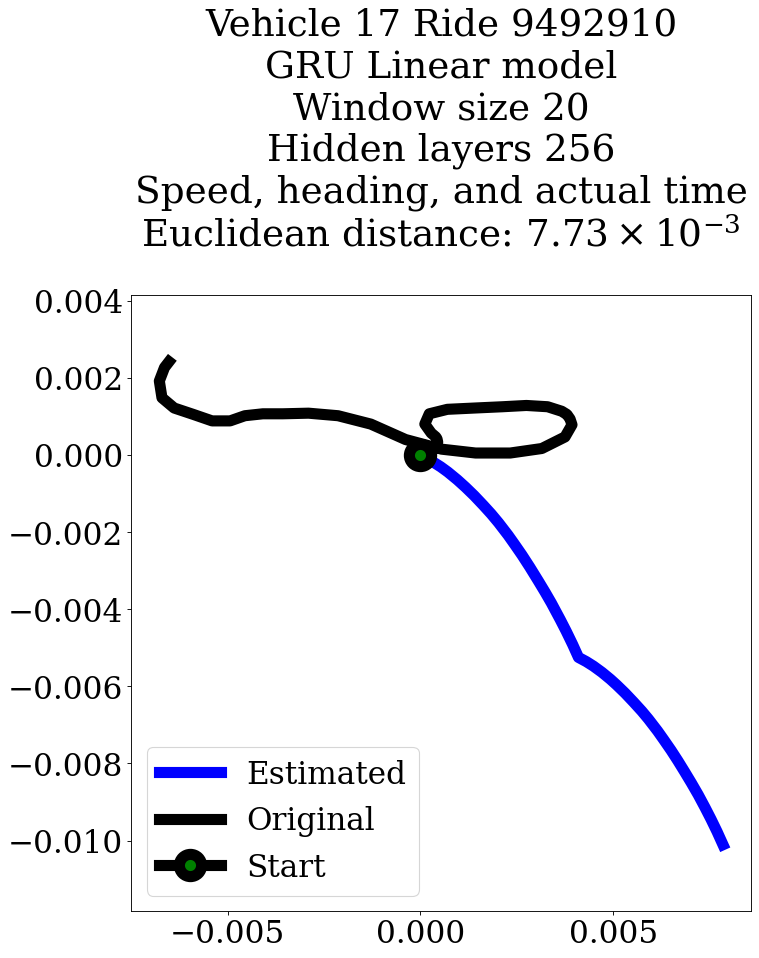 Vehicle 17 Ride 9492910
GRU Linear model
Window size 20
Hidden layers 256
Speed, heading, and actual time
Euclidean distance: 7.73 × 10⁻³
0.004
0.002
0.000
−0.002
−0.004
−0.006
−0.008
−0.010
Estimated
Original
Start
−0.005 0.000 0.005